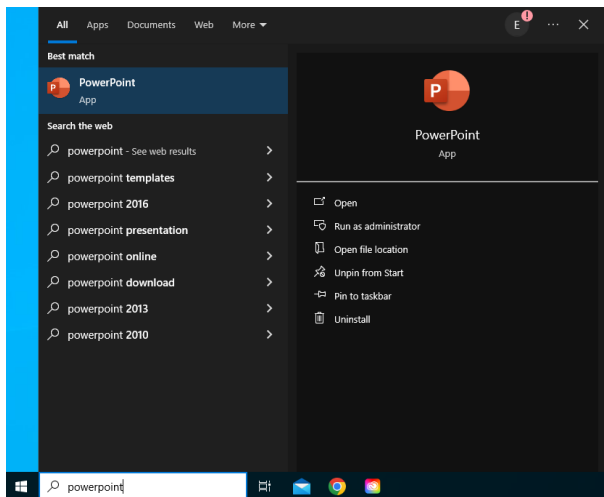 All Apps Documents Web More
E !
Best match
PowerPoint
App
Search the web
powerpoint - See web results
powerpoint templates
powerpoint 2016
powerpoint presentation
powerpoint online
powerpoint download
powerpoint 2013
powerpoint 2010
P
PowerPoint
App
Open
Run as administrator
Open file location
Unpin from Start
Pin to taskbar
Uninstall
powerpoint